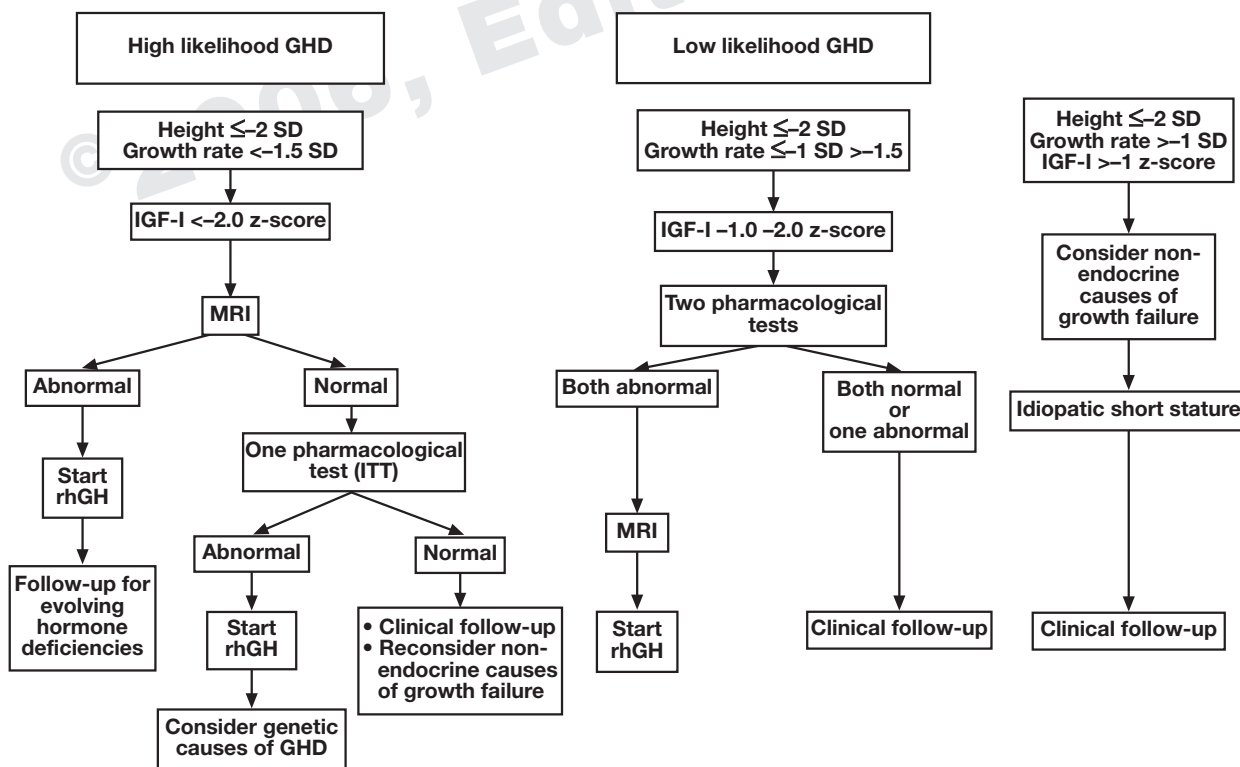 © 2008, Edit
High likelihood GHD
Height ≤–2 SD
Growth rate <–1.5 SD
IGF-I <–2.0 z-score
MRI
Abnormal
Normal
Start
rhGH
One pharmacological
test (ITT)
Follow-up for
evolving
hormone
deficiencies
Abnormal
Normal
Start
rhGH
• Clinical follow-up
• Reconsider non-
endocrine causes
of growth failure
Consider genetic
causes of GHD
Low likelihood GHD
Height ≤–2 SD
Growth rate ≤–1 SD >–1.5
IGF-I –1.0 –2.0 z-score
Two pharmacological
tests
Both abnormal
Both normal
or
one abnormal
MRI
Start
rhGH
Clinical follow-up
Height ≤–2 SD
Growth rate >–1 SD
IGF-I >–1 z-score
Consider non-
endocrine
causes of
growth failure
Idiopatic short stature
Clinical follow-up